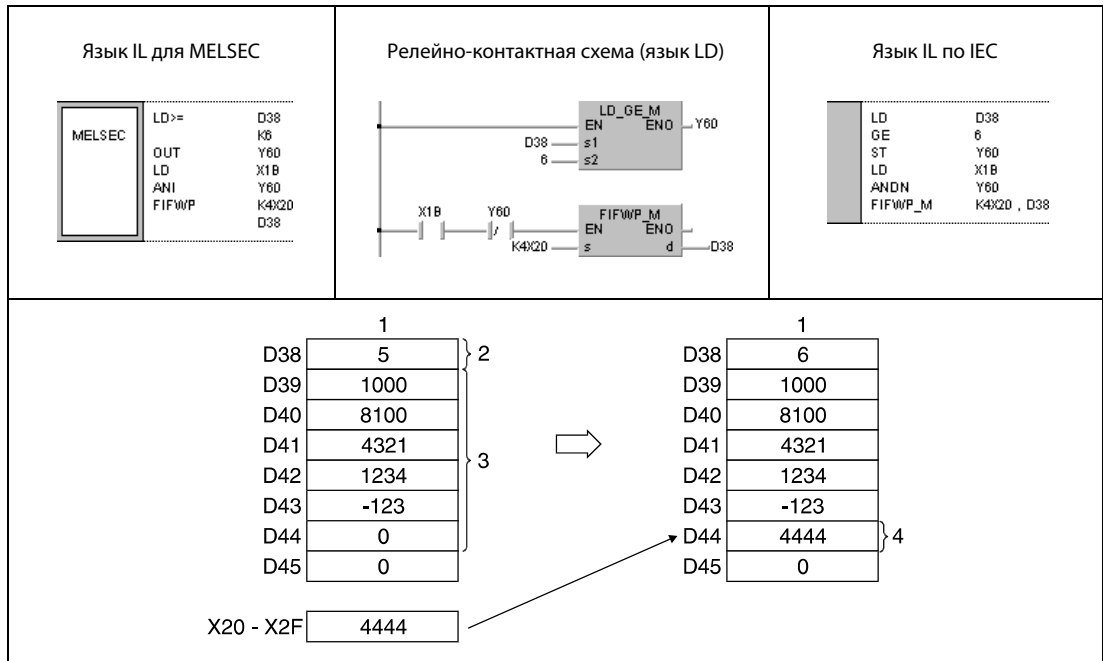 Язык IL для MELSEC
MELSEC
LD>= D38
K6
OUT Y60
LD X1B
ANI Y60
FIFWP K4X20
D38
Релейно-контактная схема (язык LD)
LD_GE_M
EN ENO Y60
D38 s1
6 s2
X1B Y60
FIFWP_M
EN ENO
K4X20 s d D38
Язык IL по IEC
LD D38
GE 6
ST Y60
LD X1B
ANDN Y60
FIFWP_M K4X20 , D38
1
D38 5 2
D39 1000
D40 8100
D41 4321
3
D42 1234
D43 -123
D44 0
D45 0
X20 - X2F 4444
1
D38 6
D39 1000
D40 8100
D41 4321
D42 1234
D43 -123
D44 4444 4
D45 0